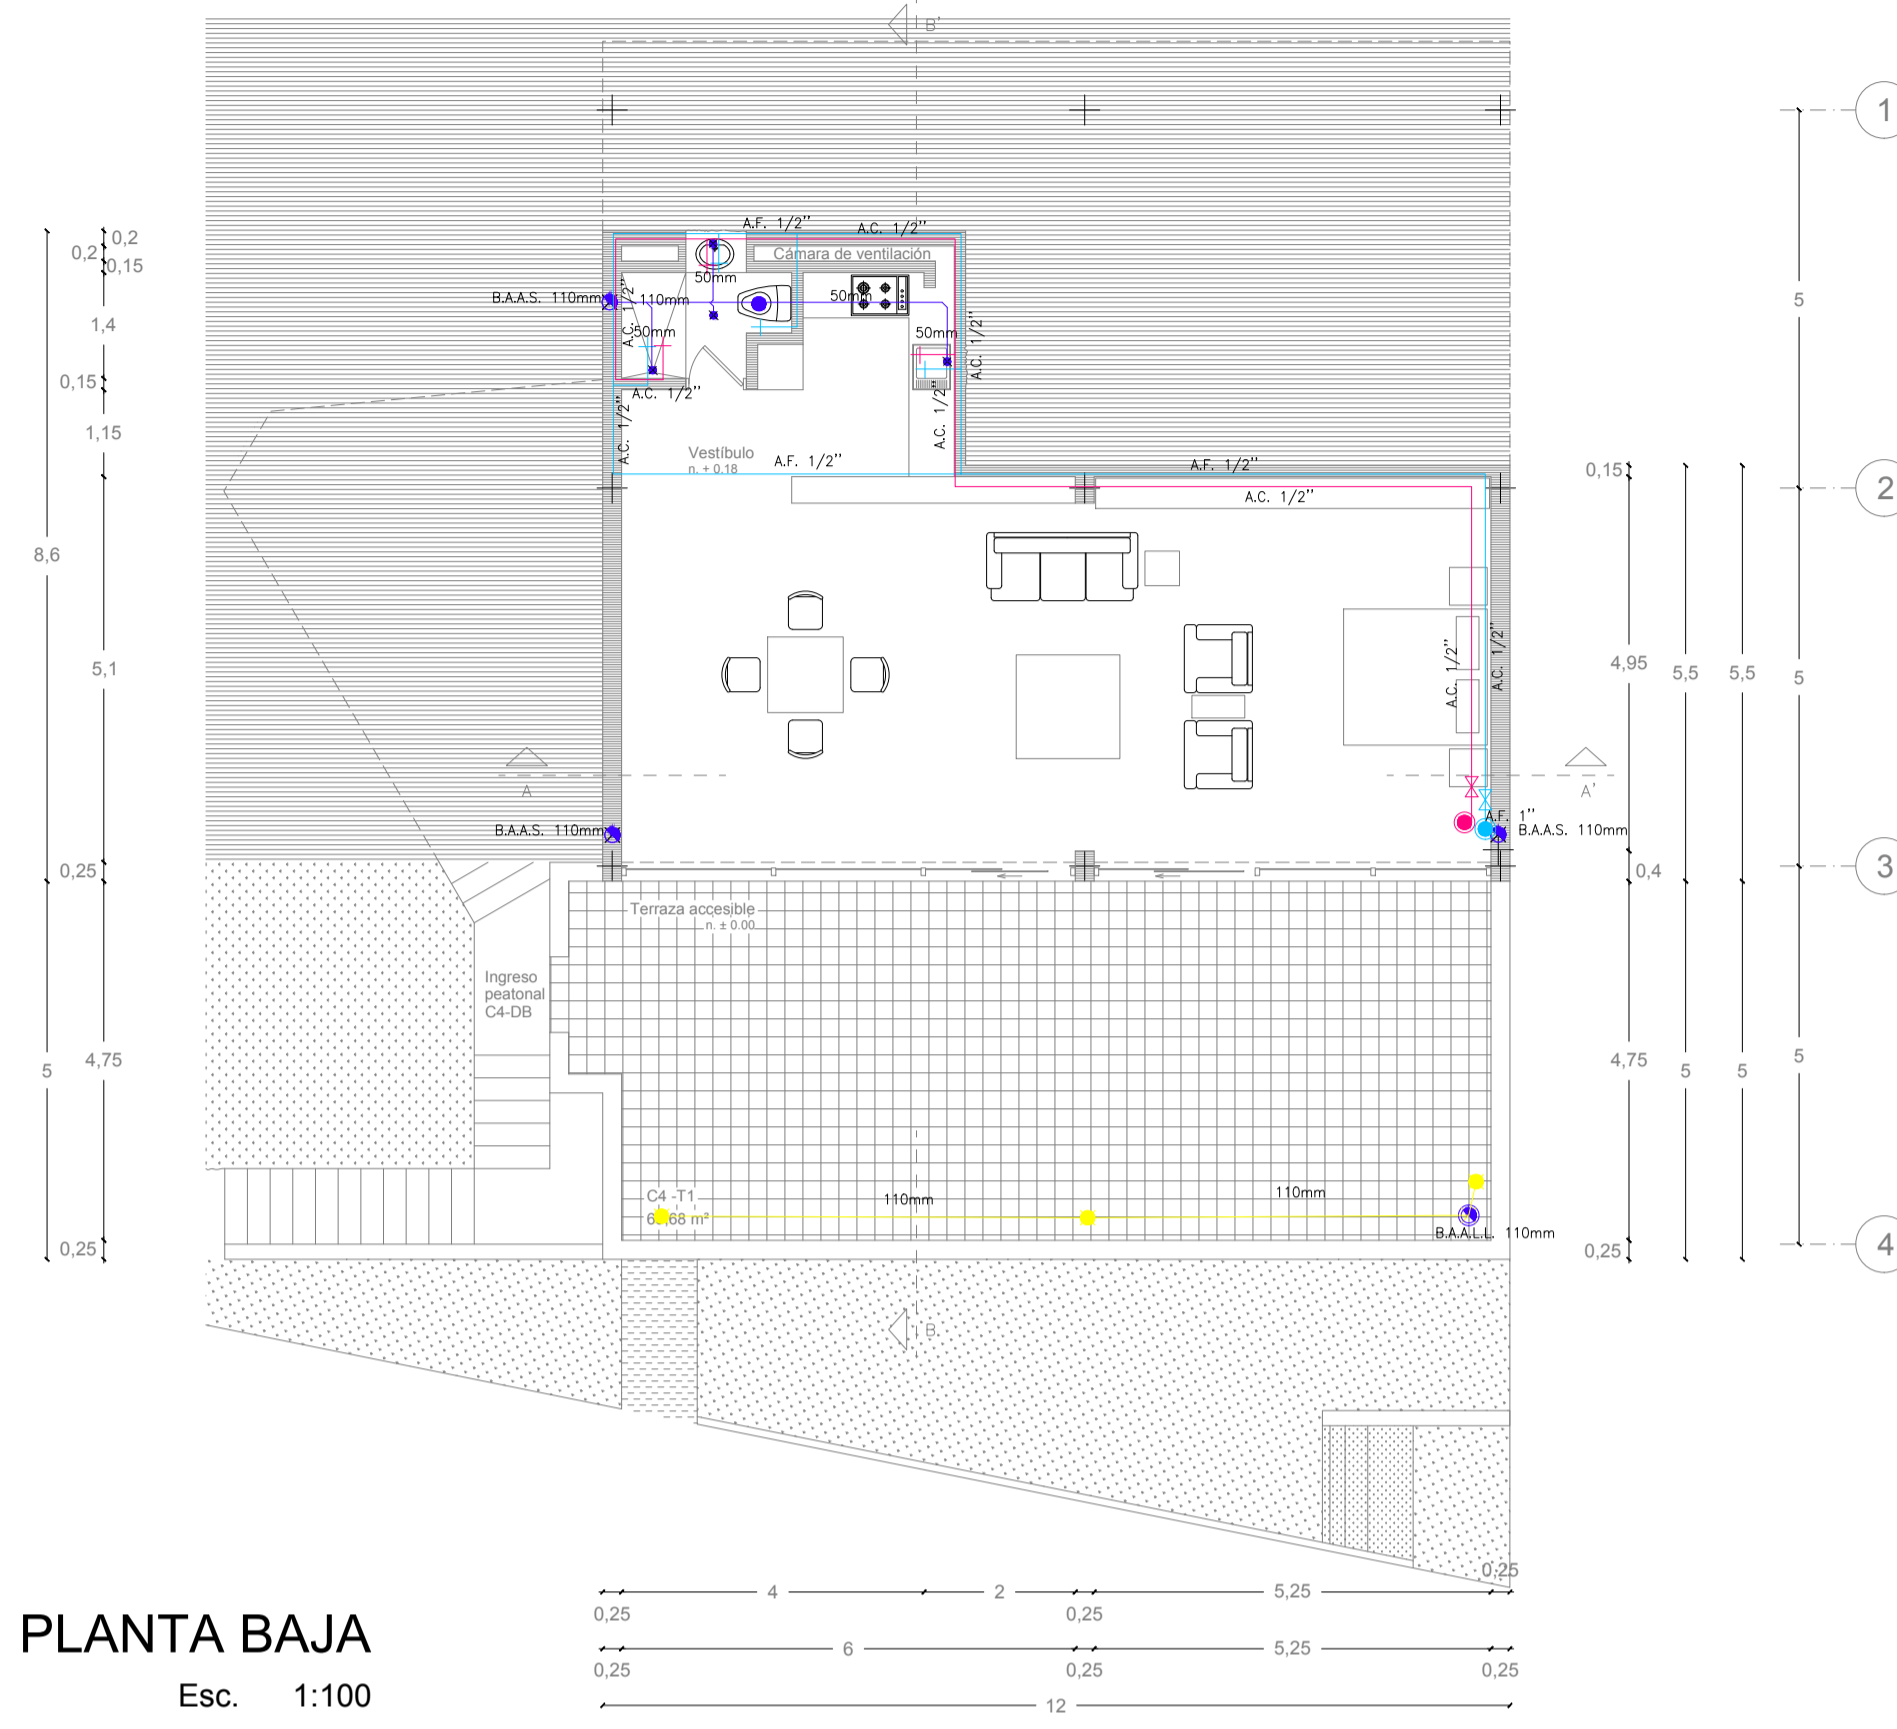 B'
1
A.F. 1/2’’
A.C. 1/2’’
Cámara de ventilación
0,2
0,2
0,15
50mm
B.A.A.S. 110mm
110mm
50mm
A.C. 1/2’’
1,4
50mm
50mm
A.C. 1/2’’
5
0,15
A.C. 1/2’’
1,15
A.C. 1/2’’
A.C. 1/2’’
Vestíbulo
n. + 0.18
A.F. 1/2’’
A.F. 1/2’’
0,15
2
A.C. 1/2’’
8,6
5,1
A.C. 1/2’’
A.C. 1/2’’
4,95
5,5
5,5
5
A
A'
B.A.A.S. 110mm
A.F. 1’’
B.A.A.S. 110mm
0,25
0,4
3
Terraza accesible
n. ± 0.00
Ingreso
peatonal
C4-DB
5
4,75
4,75
5
5
5
C4 -T1
68 m²
110mm
110mm
B.A.A.L.L. 110mm
0,25
0,25
4
B
0,25
4
2
5,25
0,25
0,25
6
5,25
0,25
0,25
0,25
12
PLANTA BAJA
Esc. 1:100